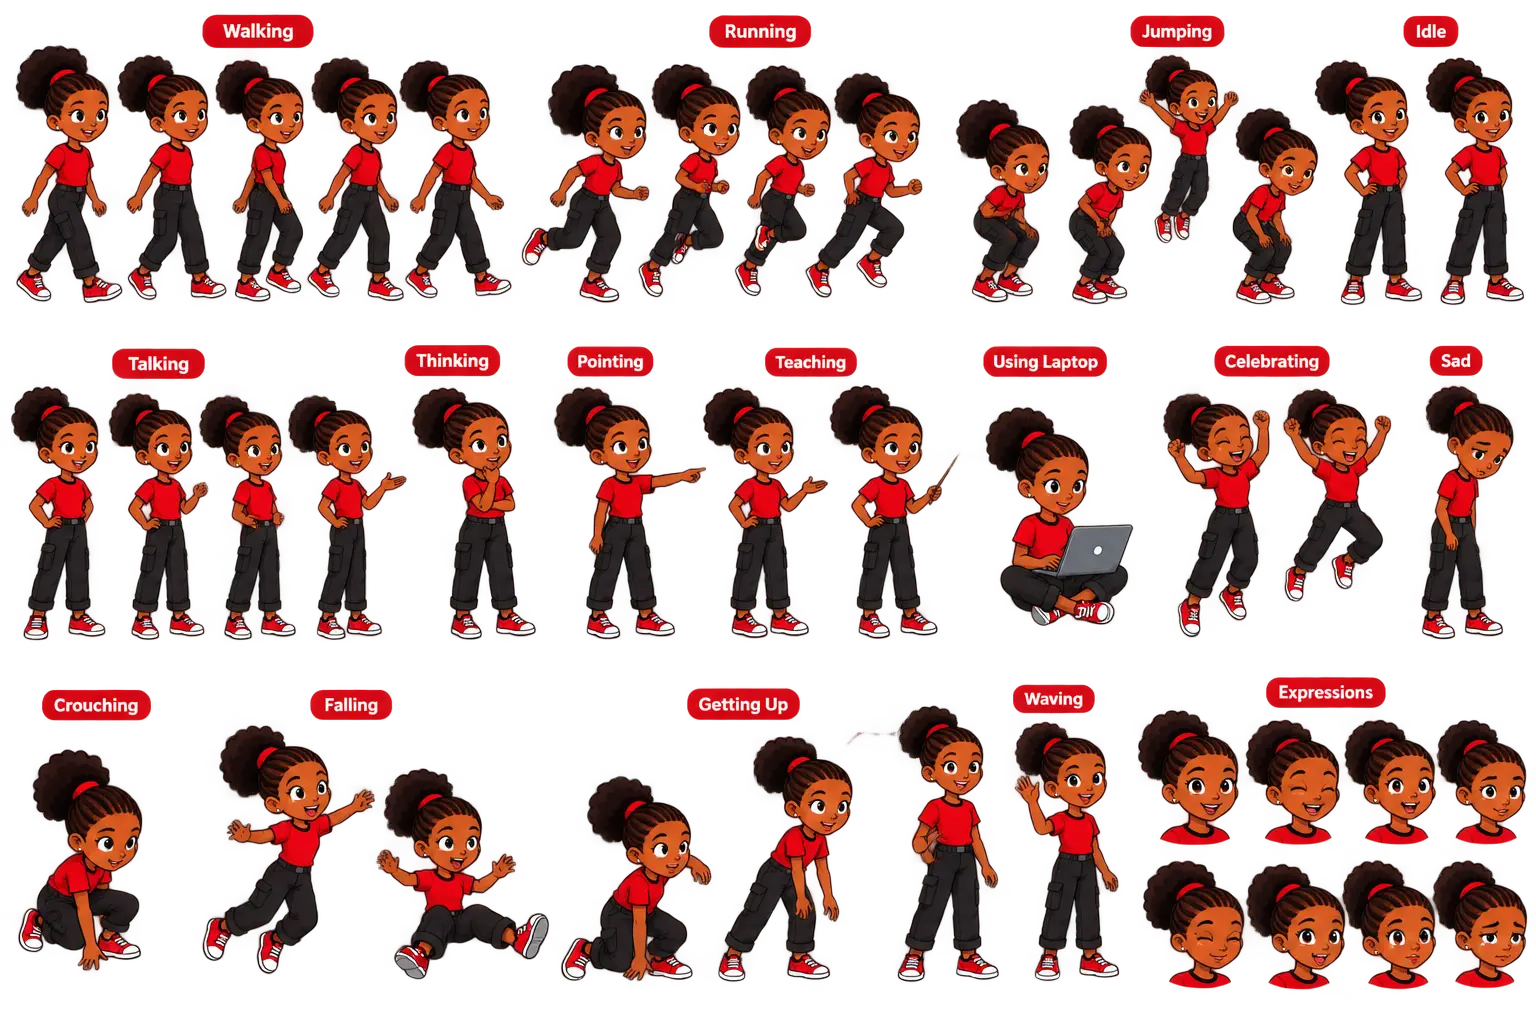 Walking
Running
Jumping
Idle
Talking
Thinking
Pointing
Teaching
Using Laptop
Celebrating
Sad
Crouching
Falling
Getting Up
Waving
Expressions